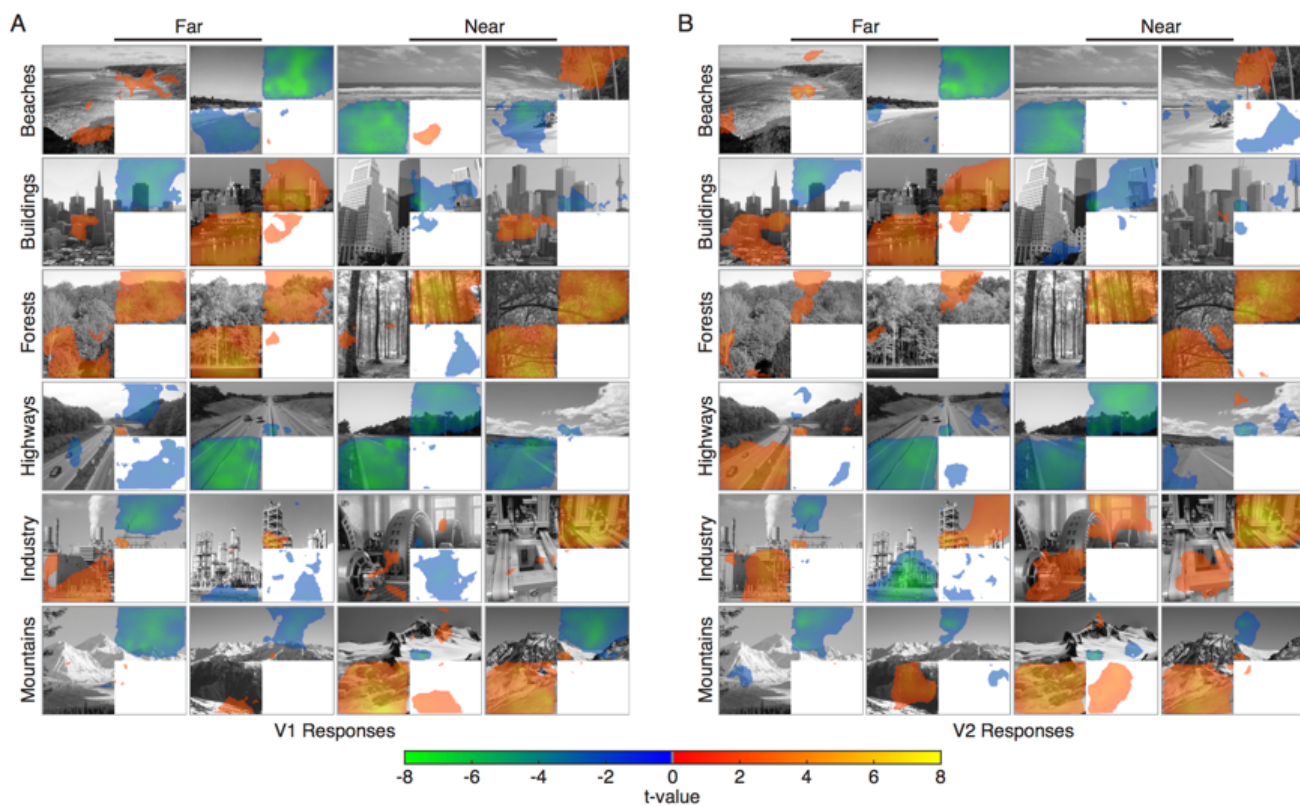 A
Far
Near
B
Far
Near
Beaches
Buildings
Forests
Highways
Industry
Mountains
Beaches
Buildings
Forests
Highways
Industry
Mountains
V1 Responses
V2 Responses
-8 -6 -4 -2 0 2 4 6 8
t-value